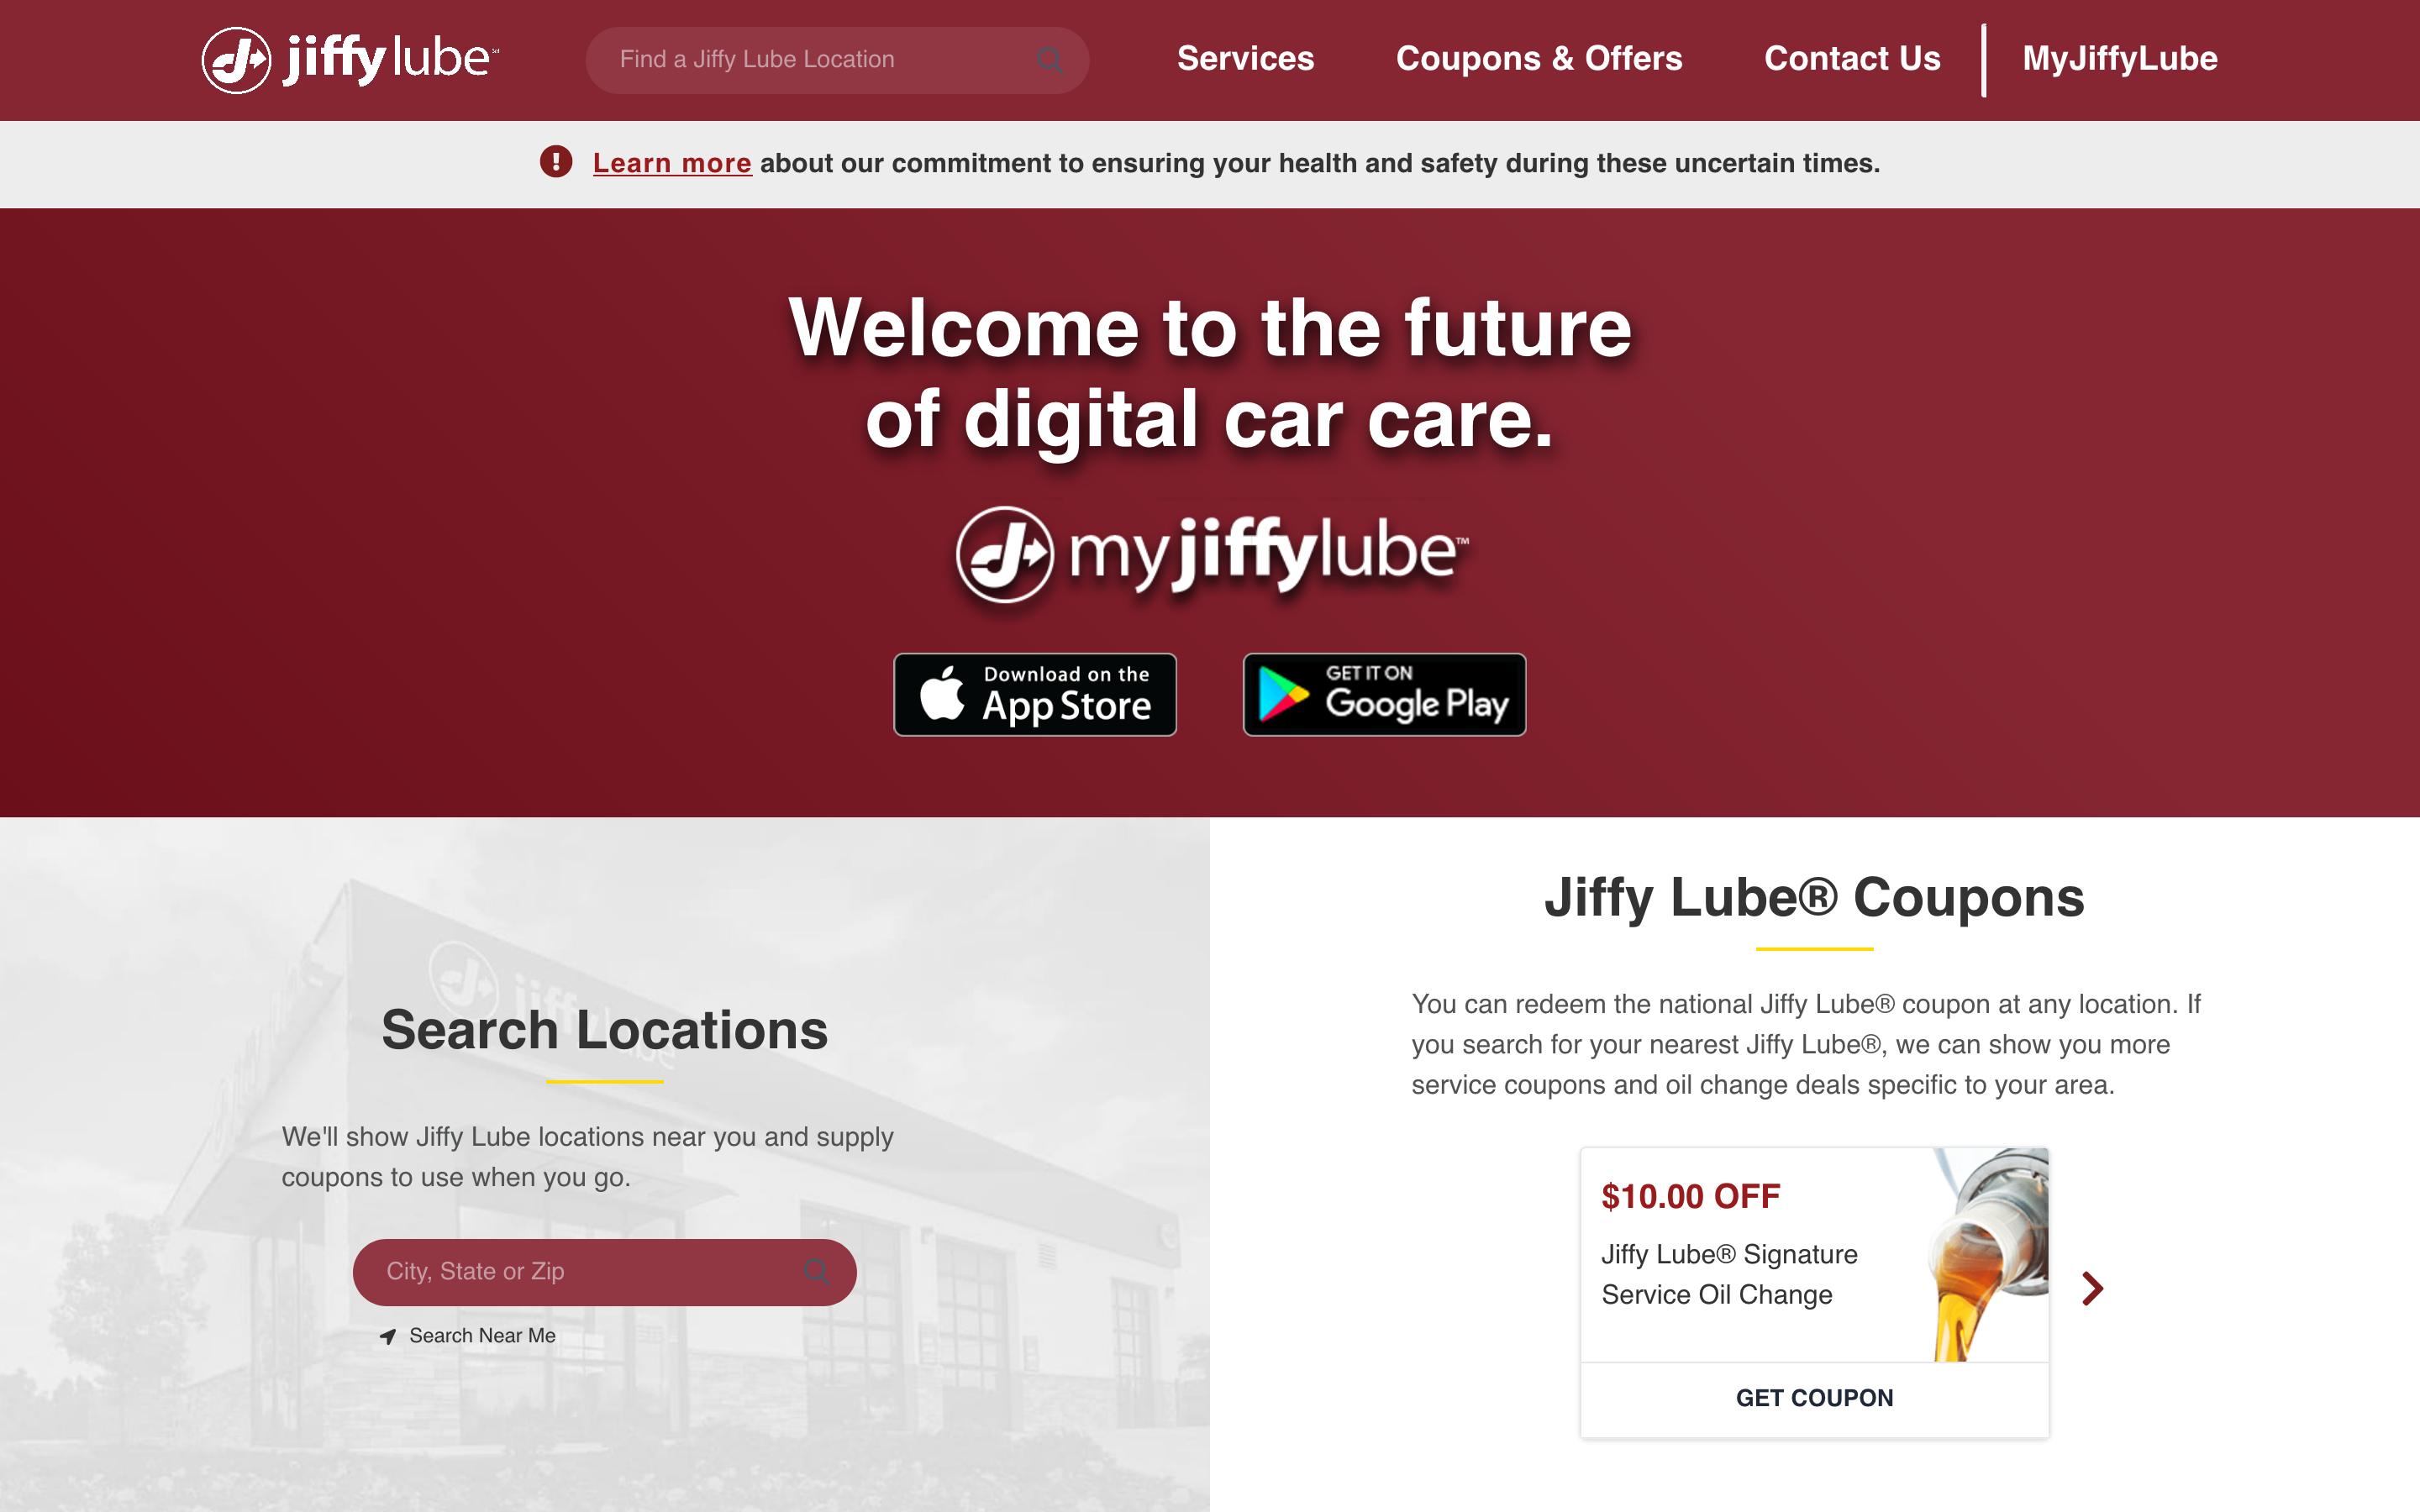 jiffylube
Find a Jiffy Lube Location
Services
Coupons & Offers
Contact Us
MyJiffyLube
Learn more about our commitment to ensuring your health and safety during these uncertain times.
Welcome to the future
of digital car care.
myjiffylube™
Download on the
App Store
GET IT ON
Google Play
jiffy lube
Search Locations
We'll show Jiffy Lube locations near you and supply
coupons to use when you go.
City, State or Zip
Search Near Me
Jiffy Lube® Coupons
You can redeem the national Jiffy Lube® coupon at any location. If
you search for your nearest Jiffy Lube®, we can show you more
service coupons and oil change deals specific to your area.
$10.00 OFF
Jiffy Lube® Signature
Service Oil Change
GET COUPON